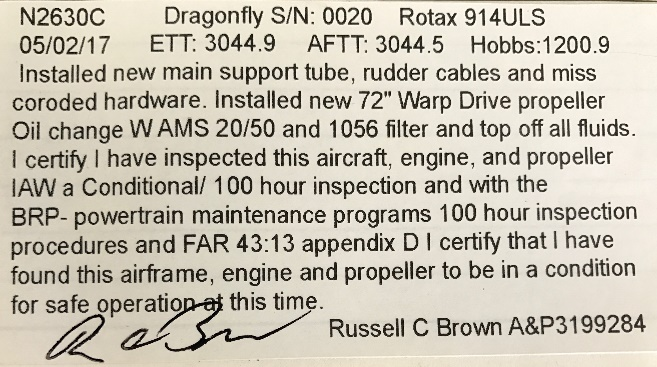 N2630C Dragonfly S/N: 0020 Rotax 914ULS
05/02/17 ETT: 3044.9 AFTT: 3044.5 Hobbs:1200.9
Installed new main support tube, rudder cables and miss
coroded hardware. Installed new 72" Warp Drive propeller
Oil change W AMS 20/50 and 1056 filter and top off all fluids.
I certify I have inspected this aircraft, engine, and propeller
IAW a Conditional/ 100 hour inspection and with the
BRP- powertrain maintenance programs 100 hour inspection
procedures and FAR 43:13 appendix D I certify that I have
found this airframe, engine and propeller to be in a condition
for safe operation at this time.
Russell C Brown A&P3199284